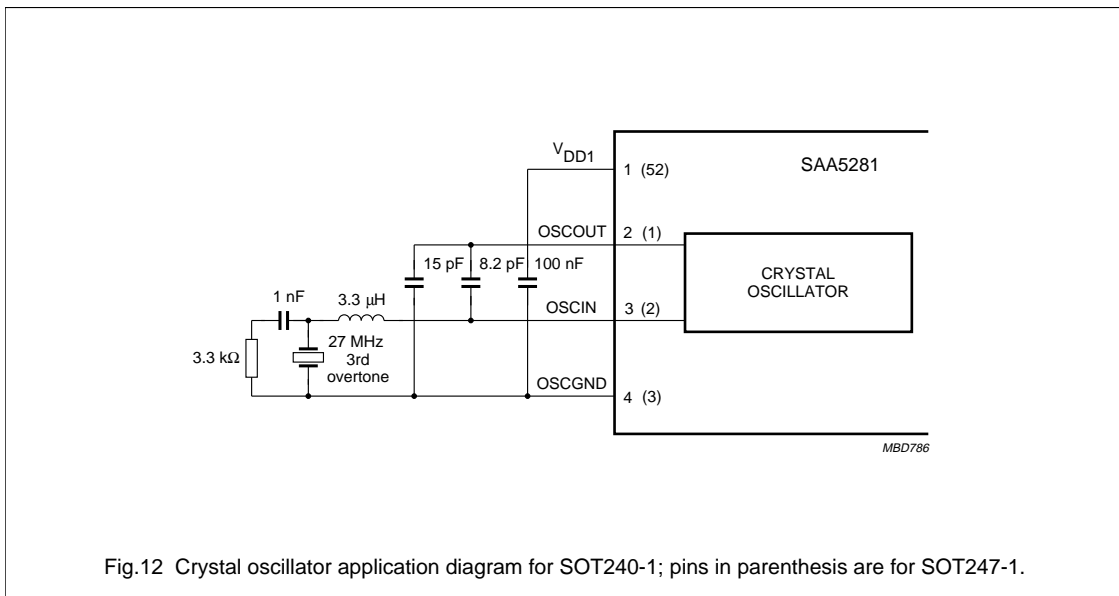 VDD1
1 (52)
SAA5281
OSCOUT
2 (1)
15 pF
8.2 pF
100 nF
CRYSTAL
OSCILLATOR
1 nF
3.3 µH
OSCIN
3 (2)
3.3 kΩ
27 MHz
3rd
overtone
OSCGND
4 (3)
MBD786
Fig.12 Crystal oscillator application diagram for SOT240-1; pins in parenthesis are for SOT247-1.